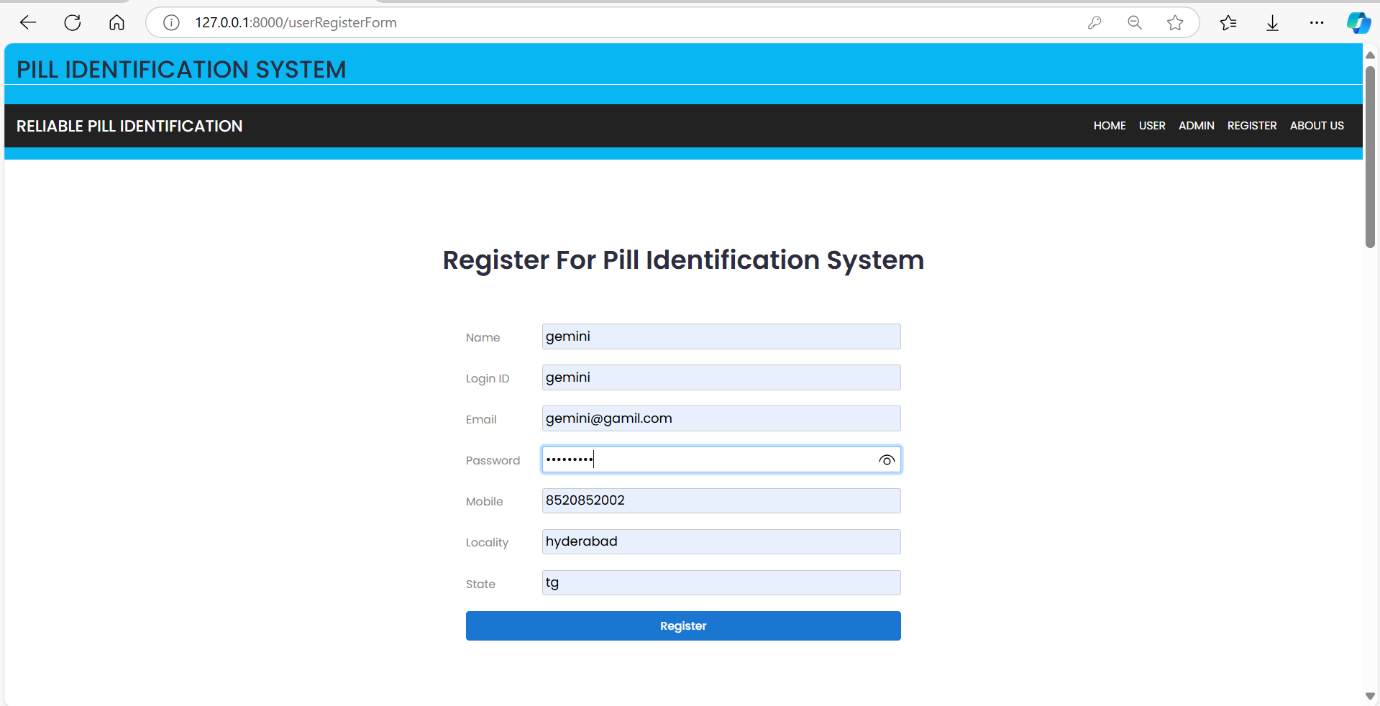 127.0.0.1:8000/userRegisterForm
PILL IDENTIFICATION SYSTEM
RELIABLE PILL IDENTIFICATION HOME USER ADMIN REGISTER ABOUT US
Register For Pill Identification System
Name gemini
Login ID gemini
Email gemini@gamil.com
Password •••••••••
Mobile 8520852002
Locality hyderabad
State tg
Register